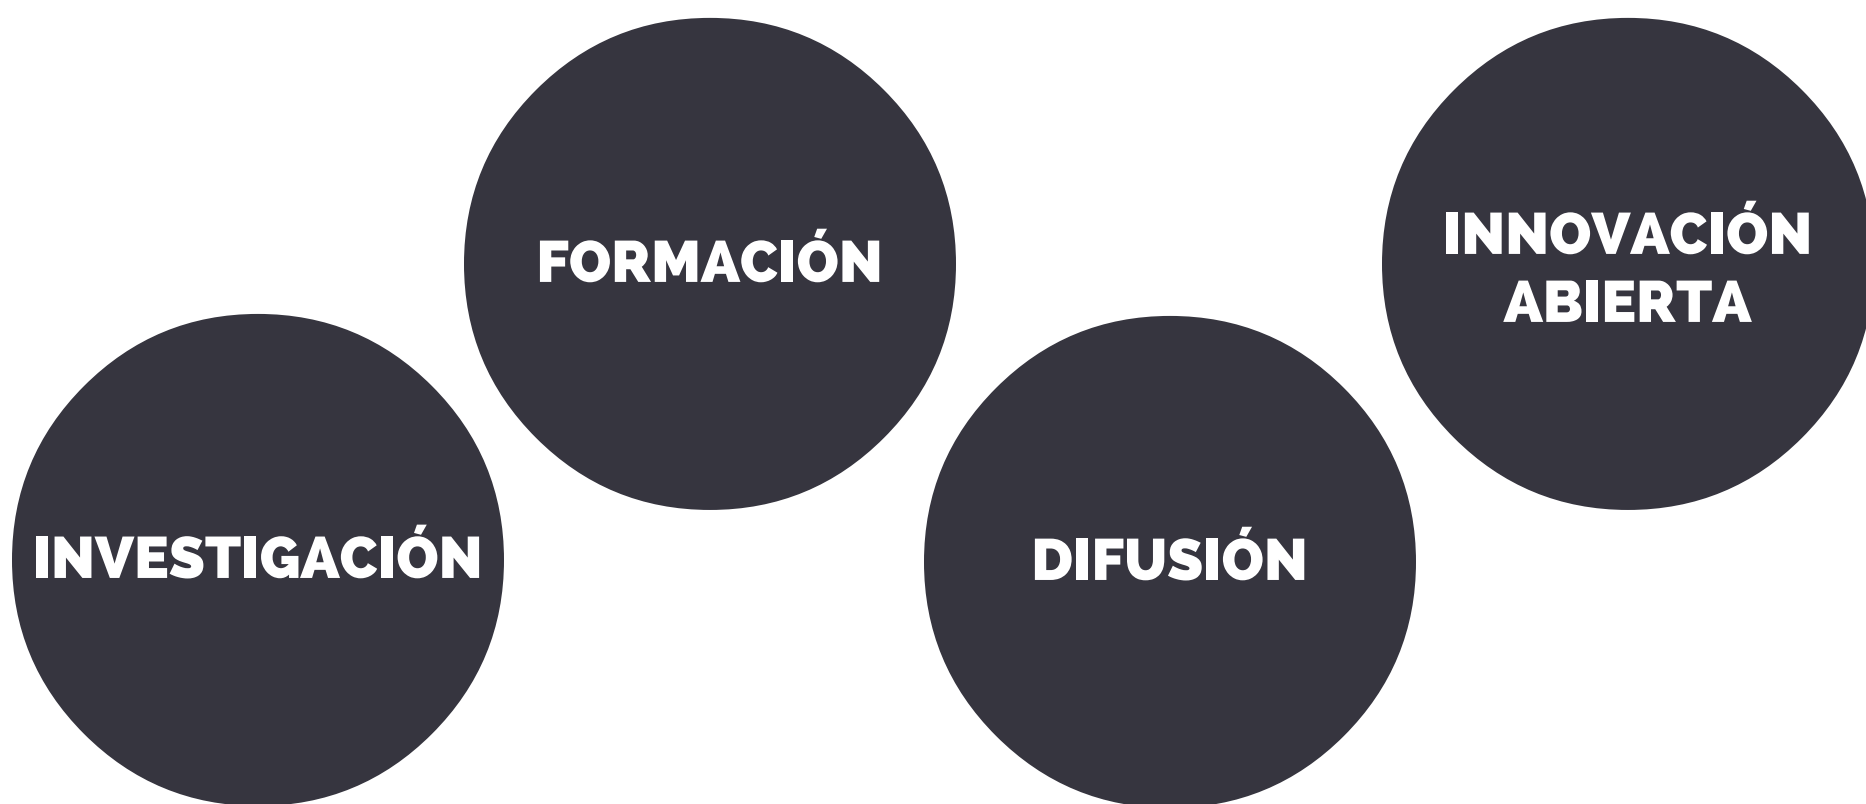 INVESTIGACIÓN
FORMACIÓN
DIFUSIÓN
INNOVACIÓN
ABIERTA